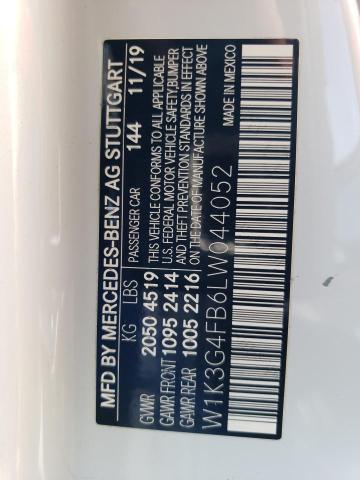 MFD BY MERCEDES-BENZ AG STUTTGART
PASSENGER CAR 144 11/19
KG LBS
GVWR 2050 4519
GAWR FRONT 1095 2414
GAWR REAR 1005 2216
THIS VEHICLE CONFORMS TO ALL APPLICABLE
U.S. FEDERAL MOTOR VEHICLE SAFETY,BUMPER
AND THEFT PREVENTION STANDARDS IN EFFECT
ON THE DATE OF MANUFACTURE SHOWN ABOVE
MADE IN MEXICO
W1K3G4FB6LW044052